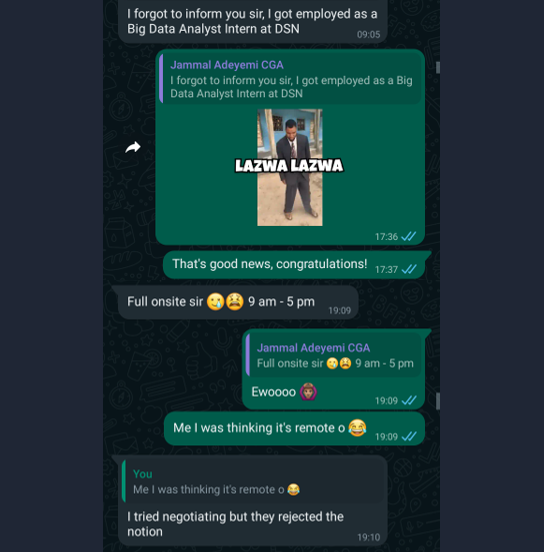 I forgot to inform you sir, I got employed as a
Big Data Analyst Intern at DSN
09:05
Jammal Adeyemi CGA
I forgot to inform you sir, I got employed as a Big
Data Analyst Intern at DSN
LAZWA LAZWA
17:36
That's good news, congratulations! 17:37
Full onsite sir 🥲😫 9 am - 5 pm
19:09
Jammal Adeyemi CGA
Full onsite sir 🥲😫 9 am - 5 pm
Ewoooo 🙆🏽‍♂️
19:09
Me I was thinking it's remote o 😂 19:09
You
Me I was thinking it's remote o 😂
I tried negotiating but they rejected the
notion
19:10